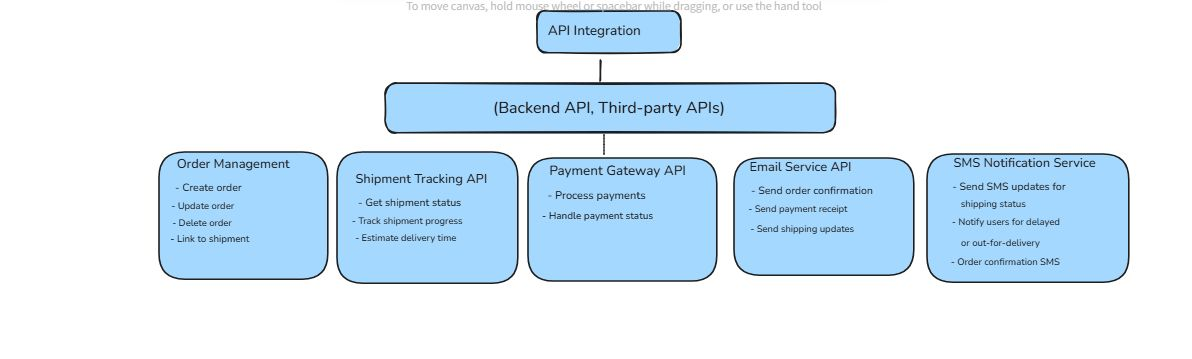 To move canvas, hold mouse wheel or spacebar while dragging, or use the hand tool
API Integration
(Backend API, Third-party APIs)
Order Management
- Create order
- Update order
- Delete order
- Link to shipment
Shipment Tracking API
- Get shipment status
- Track shipment progress
- Estimate delivery time
Payment Gateway API
- Process payments
- Handle payment status
Email Service API
- Send order confirmation
- Send payment receipt
- Send shipping updates
SMS Notification Service
- Send SMS updates for
shipping status
- Notify users for delayed
or out-for-delivery
- Order confirmation SMS